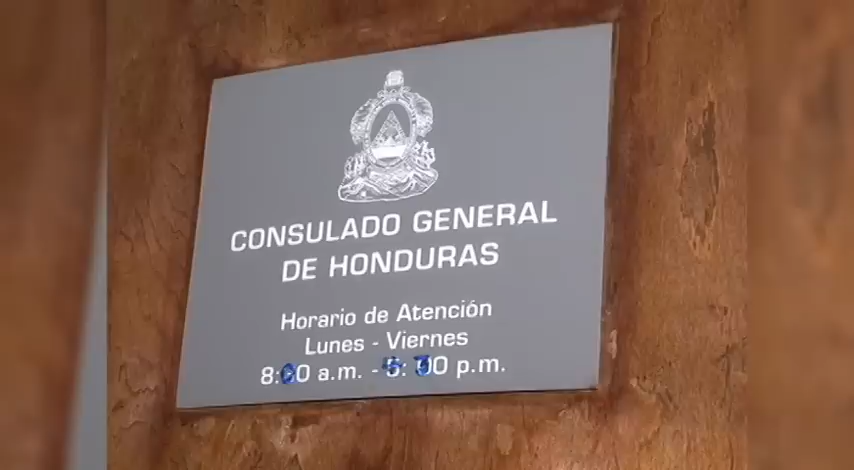 CONSULADO GENERAL
DE HONDURAS
Horario de Atención
Lunes - Viernes
a.m. - p.m.